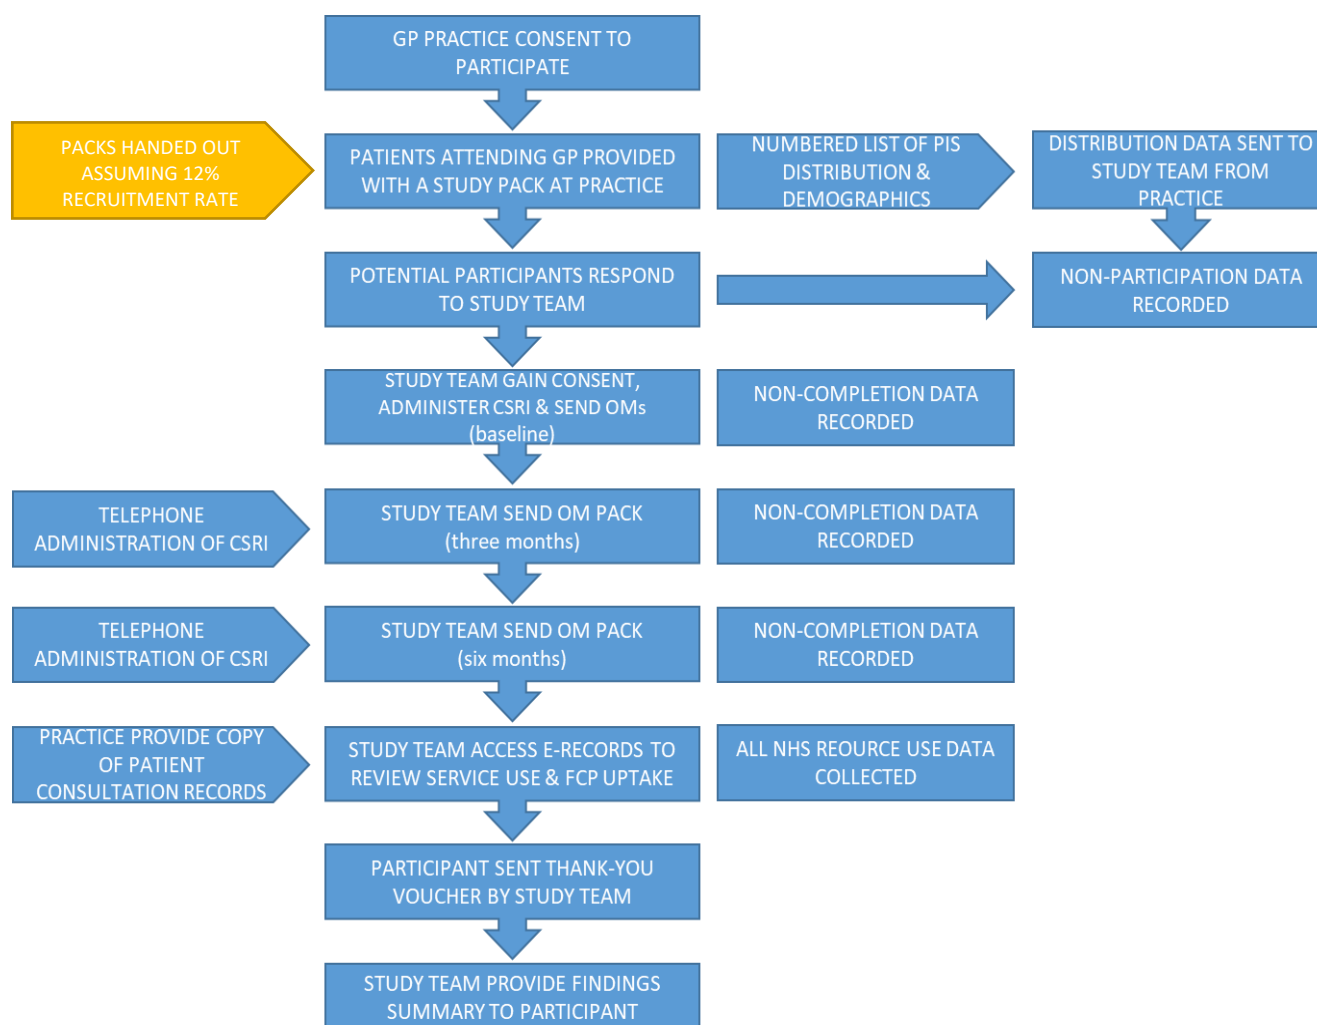 GP PRACTICE CONSENT TO
PARTICIPATE
PACKS HANDED OUT
ASSUMING 12%
RECRUITMENT RATE
PATIENTS ATTENDING GP PROVIDED
WITH A STUDY PACK AT PRACTICE
NUMBERED LIST OF PIS
DISTRIBUTION &
DEMOGRAPHICS
DISTRIBUTION DATA SENT TO
STUDY TEAM FROM
PRACTICE
POTENTIAL PARTICIPANTS RESPOND
TO STUDY TEAM
NON-PARTICIPATION DATA
RECORDED
STUDY TEAM GAIN CONSENT,
ADMINISTER CSRI & SEND OMs
(baseline)
NON-COMPLETION DATA
RECORDED
TELEPHONE
ADMINISTRATION OF CSRI
STUDY TEAM SEND OM PACK
(three months)
NON-COMPLETION DATA
RECORDED
TELEPHONE
ADMINISTRATION OF CSRI
STUDY TEAM SEND OM PACK
(six months)
NON-COMPLETION DATA
RECORDED
PRACTICE PROVIDE COPY
OF PATIENT
CONSULTATION RECORDS
STUDY TEAM ACCESS E-RECORDS TO
REVIEW SERVICE USE & FCP UPTAKE
ALL NHS REOURCE USE DATA
COLLECTED
PARTICIPANT SENT THANK-YOU
VOUCHER BY STUDY TEAM
STUDY TEAM PROVIDE FINDINGS
SUMMARY TO PARTICIPANT